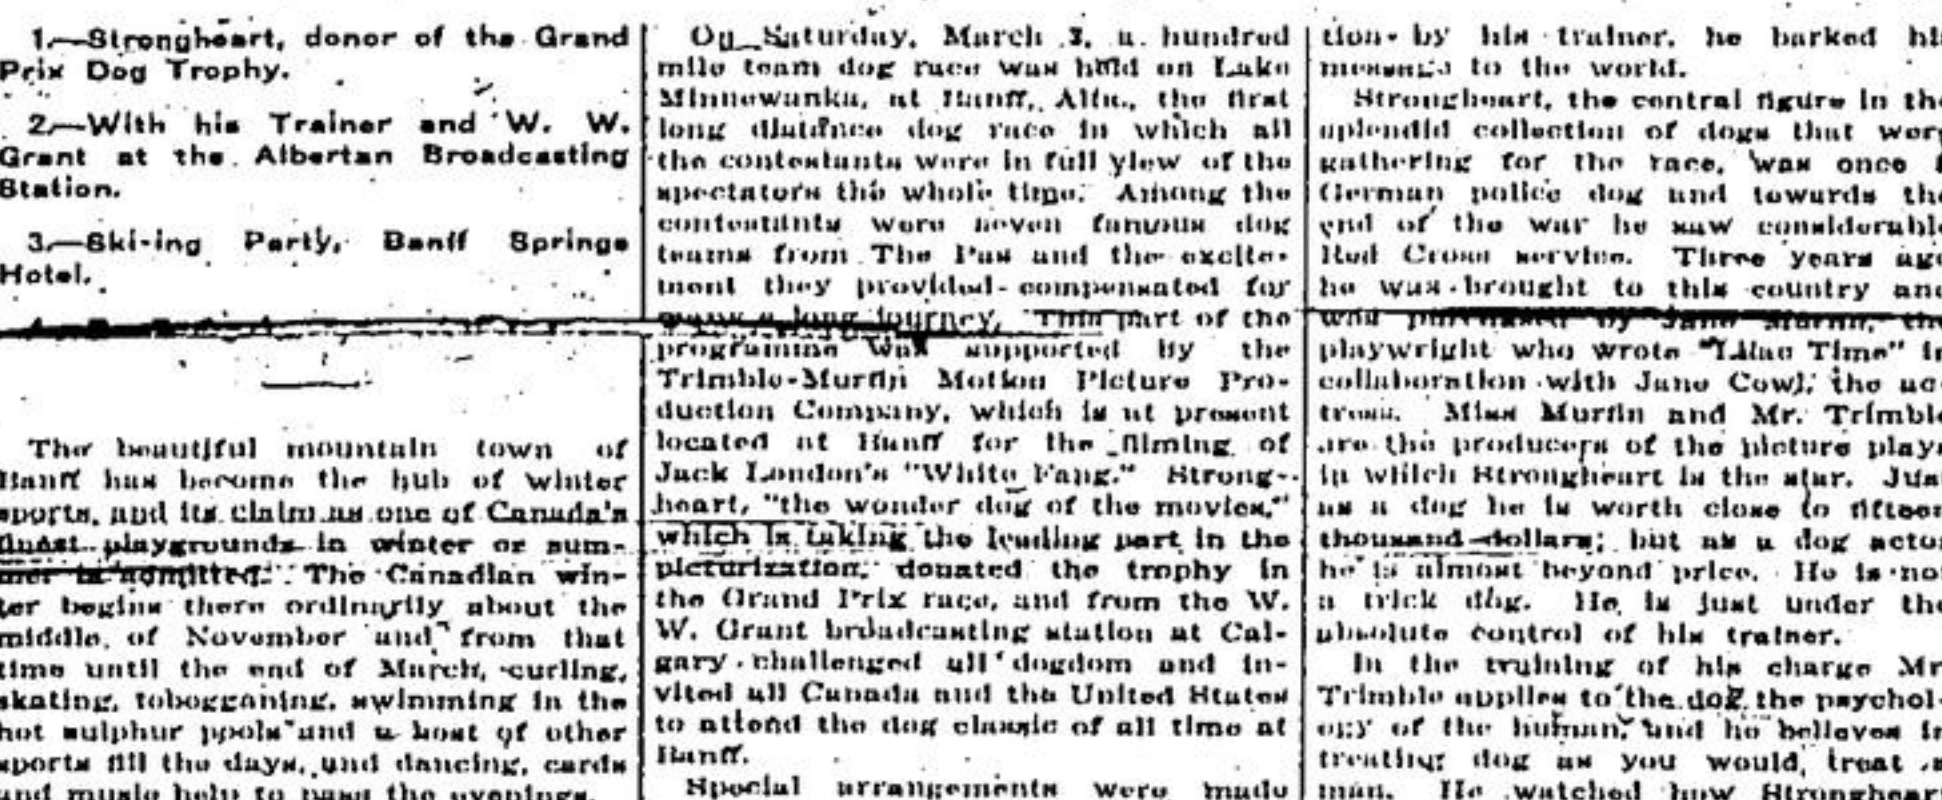 1.—Strongheart, donor of the Grand
Prix Dog Trophy.
2.—With his Trainer and W. W.
Grant at the Albertan Broadcasting
Station.
3.—Ski-ing Party, Banff Springs
Hotel.
The beautiful mountain town of
Banff has become the hub of winter
sports, and its claim as one of Canada's
finest playgrounds in winter or sum-
mer is admitted. The Canadian win-
ter begins there ordinarily about the
middle of November and from that
time until the end of March, curling,
skating, tobogganing, swimming in the
hot sulphur pools and a host of other
sports fill the days, and dancing, cards
and music help to pass the evenings.
On Saturday, March 3, a hundred
mile team dog race was held on Lake
Minnewanka, at Banff, Alta., the first
long distance dog race in which all
the contestants were in full view of the
spectators the whole time. Among the
contestants were seven famous dog
teams from The Pas and the excite-
ment they provided compensated for
many a long journey. This part of the
programme was supported by the
Trimble-Murfin Motion Picture Pro-
duction Company, which is at present
located at Banff for the filming of
Jack London's "White Fang." Strong-
heart, "the wonder dog of the movies,"
which is taking the leading part in the
picturization, donated the trophy in
the Grand Prix race, and from the W.
W. Grant broadcasting station at Cal-
gary challenged all dogdom and in-
vited all Canada and the United States
to attend the dog classic of all time at
Banff.
Special arrangements were made
tion by his trainer, he barked his
message to the world.
Strongheart, the central figure in the
splendid collection of dogs that were
gathering for the race, was once
German police dog and towards the
end of the war he saw considerable
Red Cross service. Three years ago
he was brought to this country and
was purchased by Jane Murfin, the
playwright who wrote "Lilac Time" in
collaboration with Jane Cowl, the ac-
tress. Miss Murfin and Mr. Trimble
are the producers of the picture plays
in which Strongheart is the star. Just
as a dog he is worth close to fifteen
thousand dollars; but as a dog actor
he is almost beyond price. He is not
a trick dog. He is just under the
absolute control of his trainer.
In the training of his charge Mr.
Trimble applies to the dog the psychol-
ogy of the human, and he believes in
treating dog as you would treat a
man. He watched how Strongheart